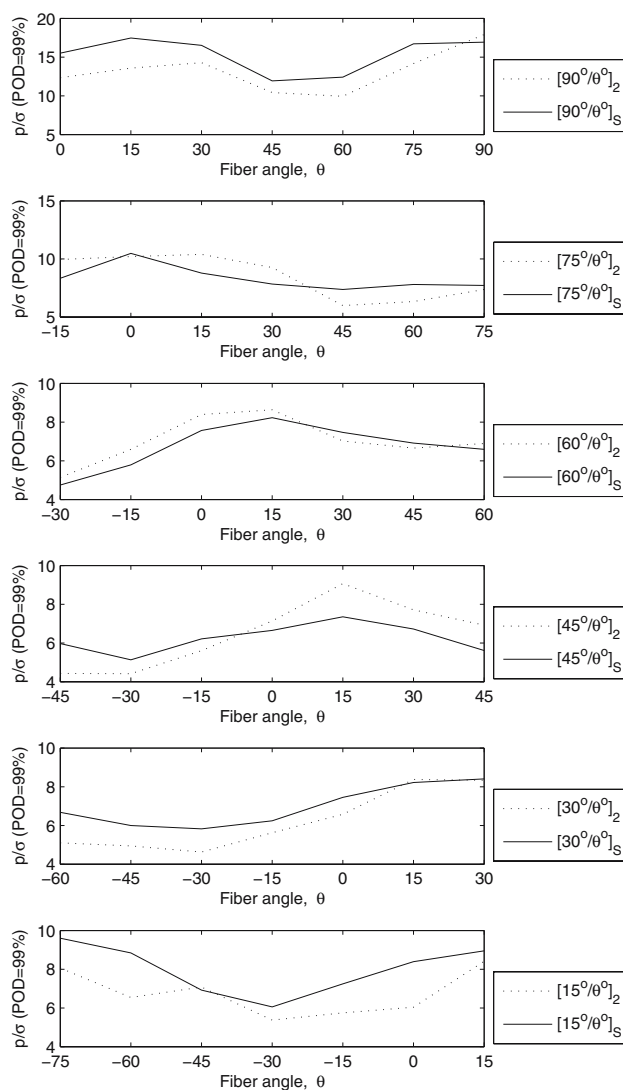 20
15
10
5
p/σ (POD=99%)
0 15 30 45 60 75 90
Fiber angle, θ
[90°/θ°]₂
[90°/θ°]S
15
10
5
p/σ (POD=99%)
−15 0 15 30 45 60 75
Fiber angle, θ
[75°/θ°]₂
[75°/θ°]S
10
8
6
4
p/σ (POD=99%)
−30 −15 0 15 30 45 60
Fiber angle, θ
[60°/θ°]₂
[60°/θ°]S
10
8
6
4
p/σ (POD=99%)
−45 −30 −15 0 15 30 45
Fiber angle, θ
[45°/θ°]₂
[45°/θ°]S
10
8
6
4
p/σ (POD=99%)
−60 −45 −30 −15 0 15 30
Fiber angle, θ
[30°/θ°]₂
[30°/θ°]S
10
8
6
4
p/σ (POD=99%)
−75 −60 −45 −30 −15 0 15
Fiber angle, θ
[15°/θ°]₂
[15°/θ°]S